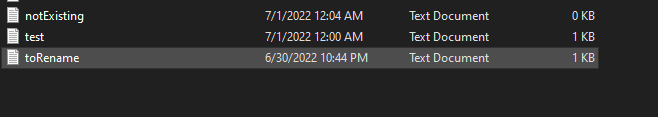 notExisting 7/1/2022 12:04 AM Text Document 0 KB
test 7/1/2022 12:00 AM Text Document 1 KB
toRename 6/30/2022 10:44 PM Text Document 1 KB